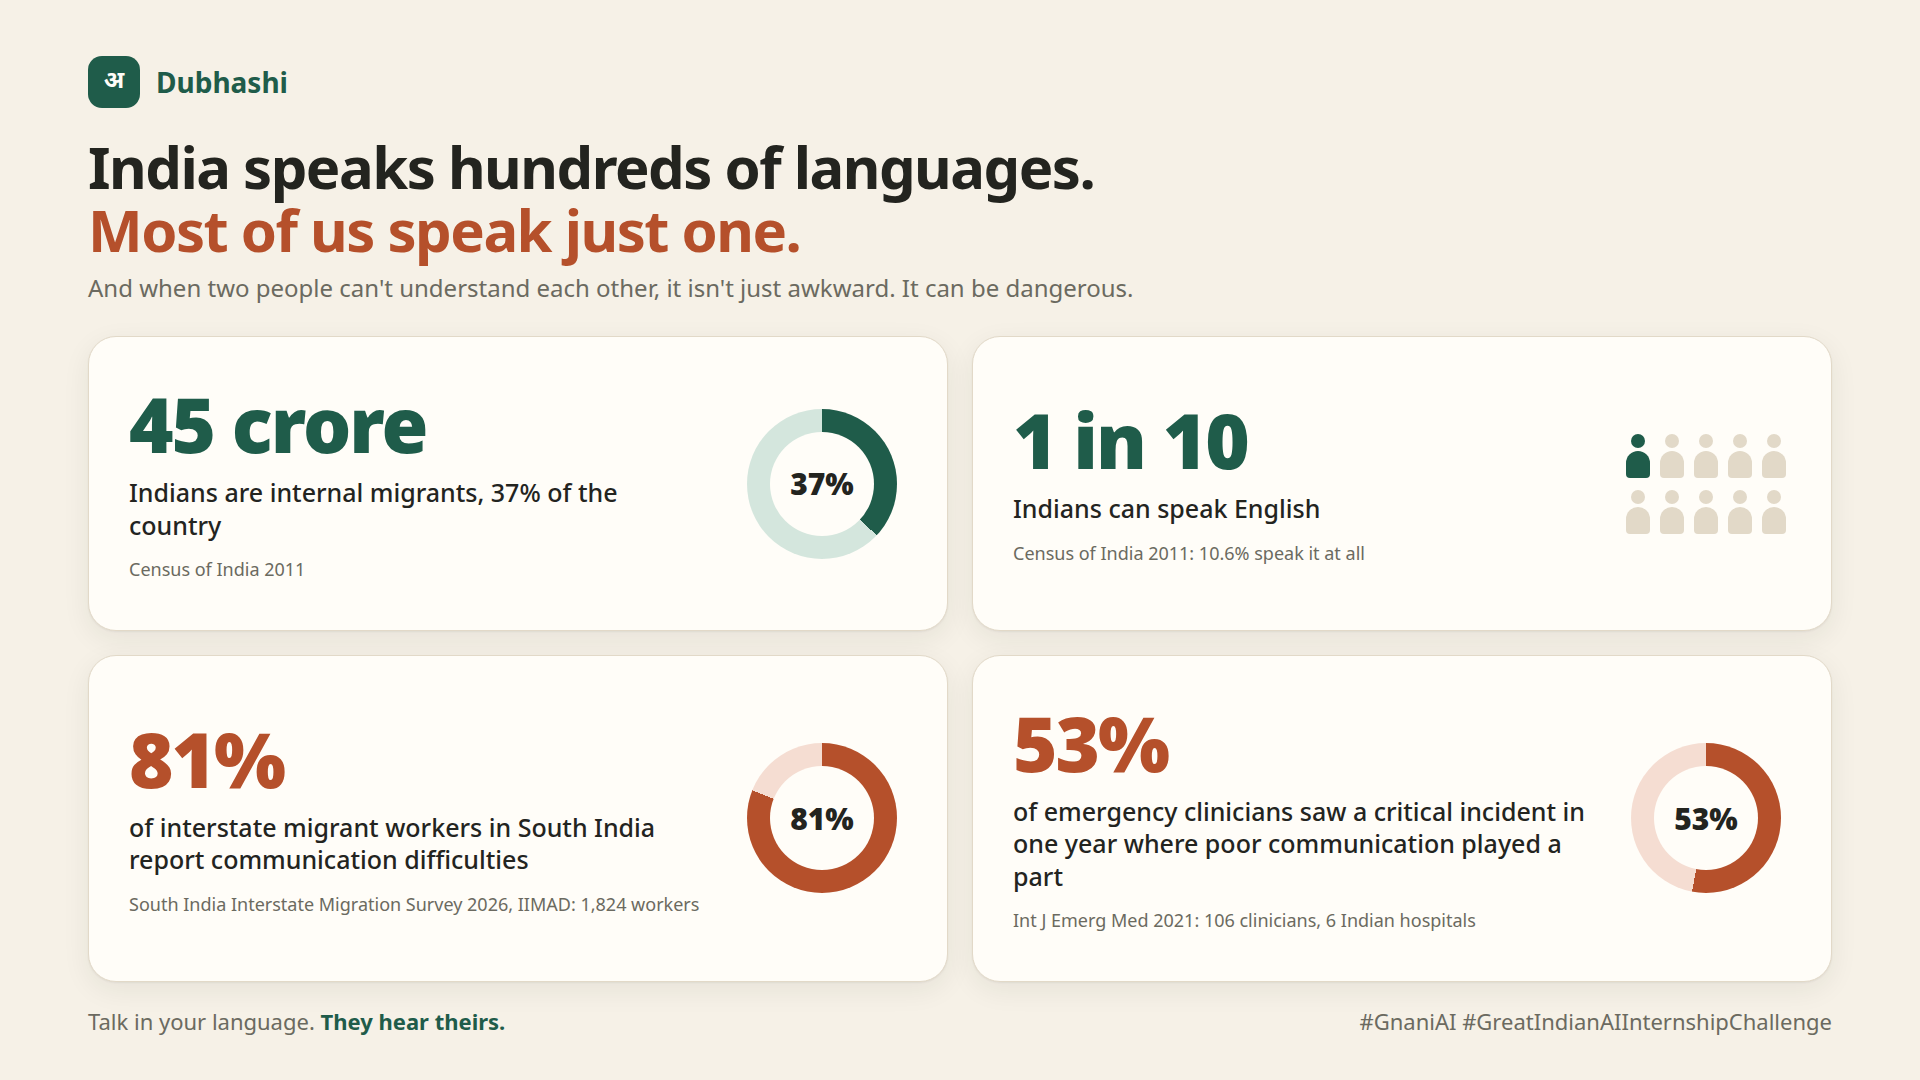 अ Dubhashi
India speaks hundreds of languages.
Most of us speak just one.
And when two people can't understand each other, it isn't just awkward. It can be dangerous.
45 crore
Indians are internal migrants, 37% of the
country
Census of India 2011
37%
1 in 10
Indians can speak English
Census of India 2011: 10.6% speak it at all
81%
of interstate migrant workers in South India
report communication difficulties
South India Interstate Migration Survey 2026, IIMAD: 1,824 workers
81%
53%
of emergency clinicians saw a critical incident in
one year where poor communication played a
part
Int J Emerg Med 2021: 106 clinicians, 6 Indian hospitals
53%
Talk in your language. They hear theirs.
#GnaniAI #GreatIndianAIInternshipChallenge